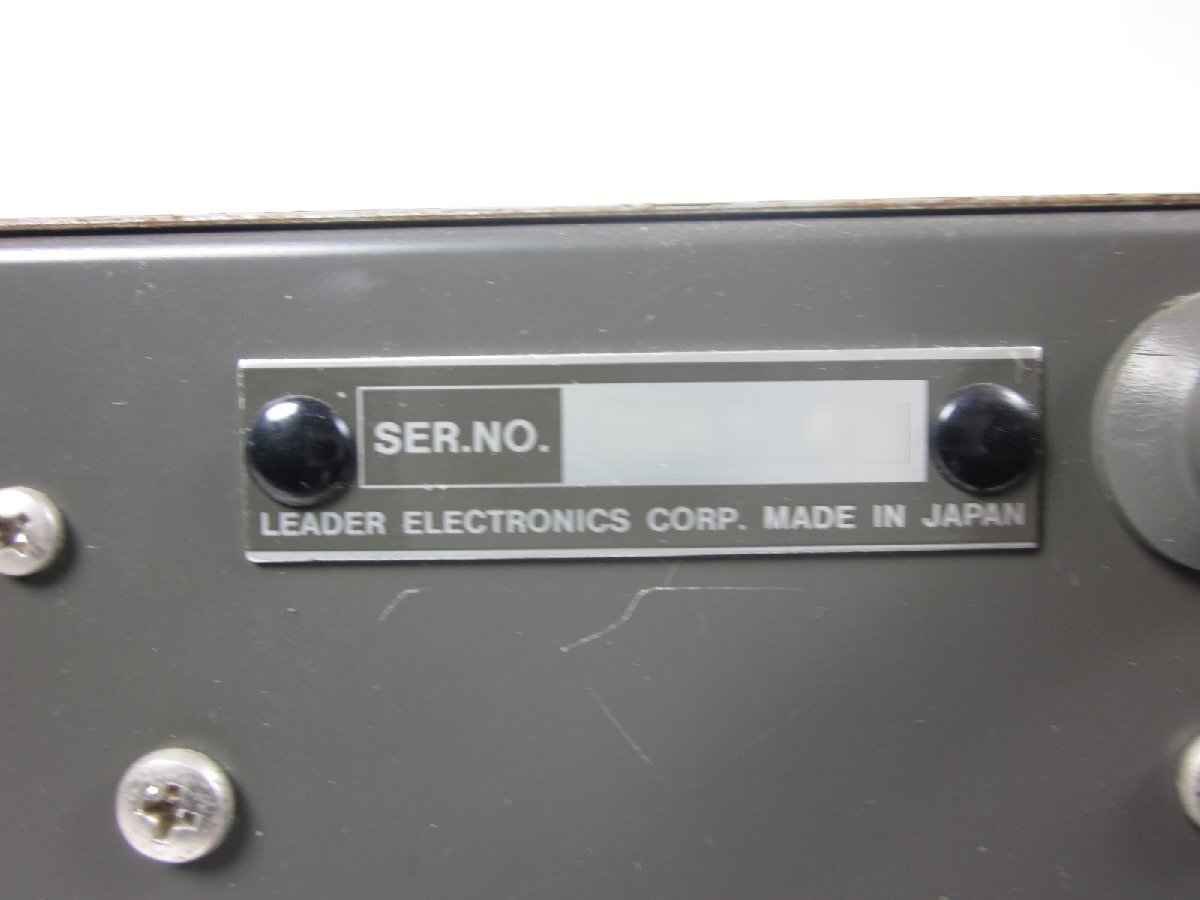 SER.NO.
LEADER ELECTRONICS CORP. MADE IN JAPAN